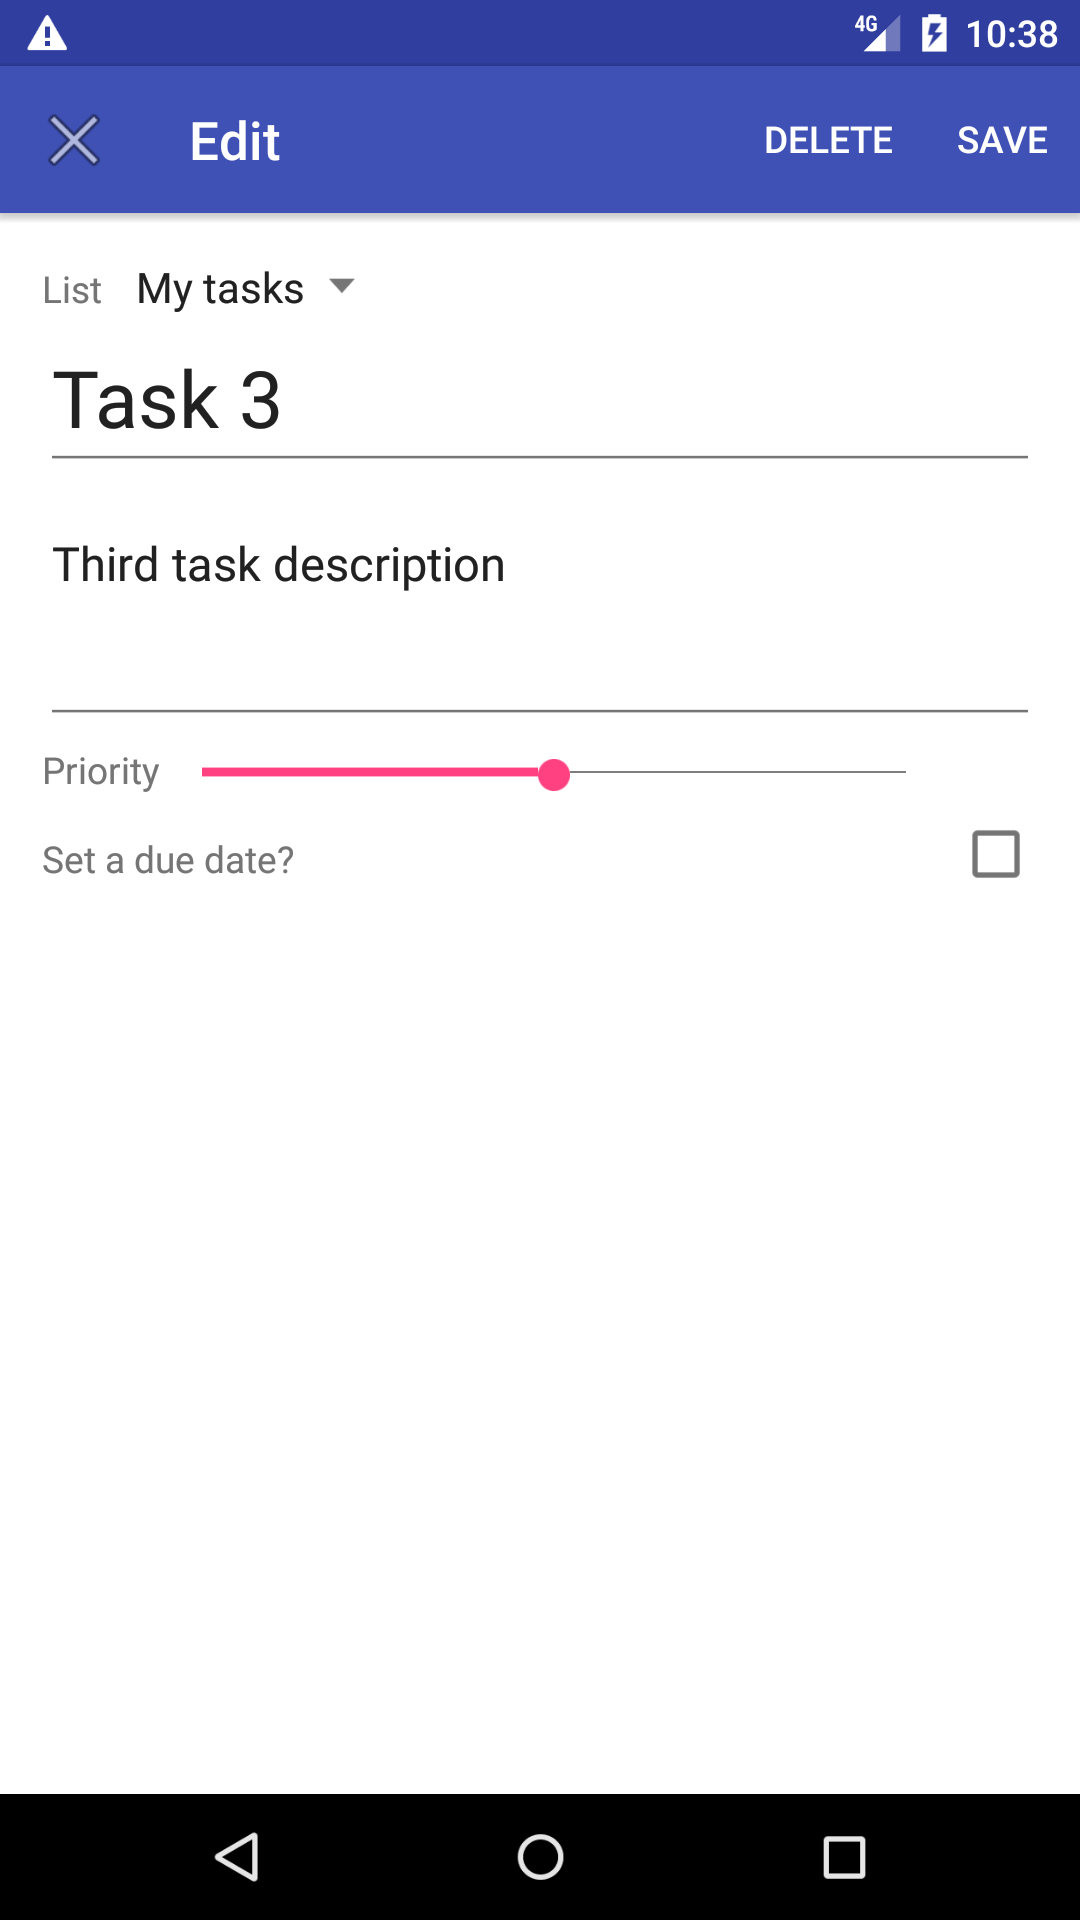 4G 10:38
Edit DELETE SAVE
List My tasks
Task 3
Third task description
Priority
Set a due date?